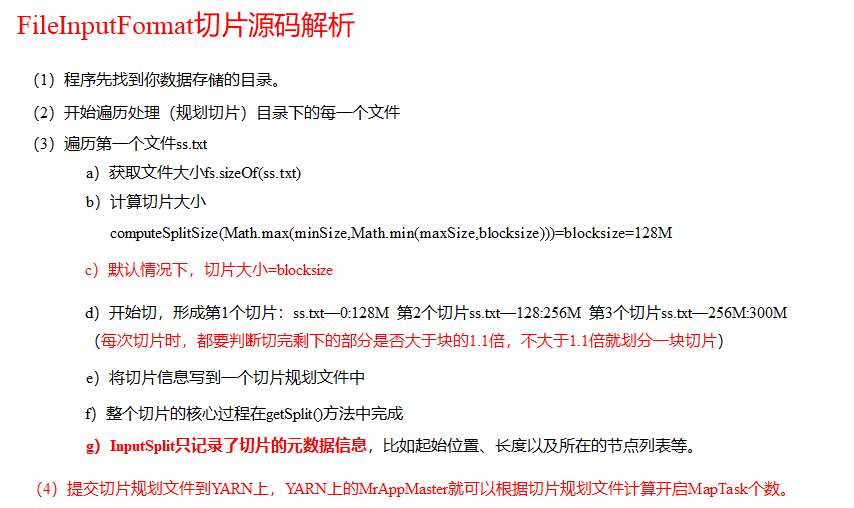 FileInputFormat切片源码解析
（1）程序先找到你数据存储的目录。
（2）开始遍历处理（规划切片）目录下的每一个文件
（3）遍历第一个文件ss.txt
a）获取文件大小fs.sizeOf(ss.txt)
b）计算切片大小
computeSplitSize(Math.max(minSize,Math.min(maxSize,blocksize)))=blocksize=128M
c）默认情况下，切片大小=blocksize
d）开始切，形成第1个切片：ss.txt—0:128M 第2个切片ss.txt—128:256M 第3个切片ss.txt—256M:300M
（每次切片时，都要判断切完剩下的部分是否大于块的1.1倍，不大于1.1倍就划分一块切片）
e）将切片信息写到一个切片规划文件中
f）整个切片的核心过程在getSplit()方法中完成
g）InputSplit只记录了切片的元数据信息，比如起始位置、长度以及所在的节点列表等。
（4）提交切片规划文件到YARN上，YARN上的MrAppMaster就可以根据切片规划文件计算开启MapTask个数。